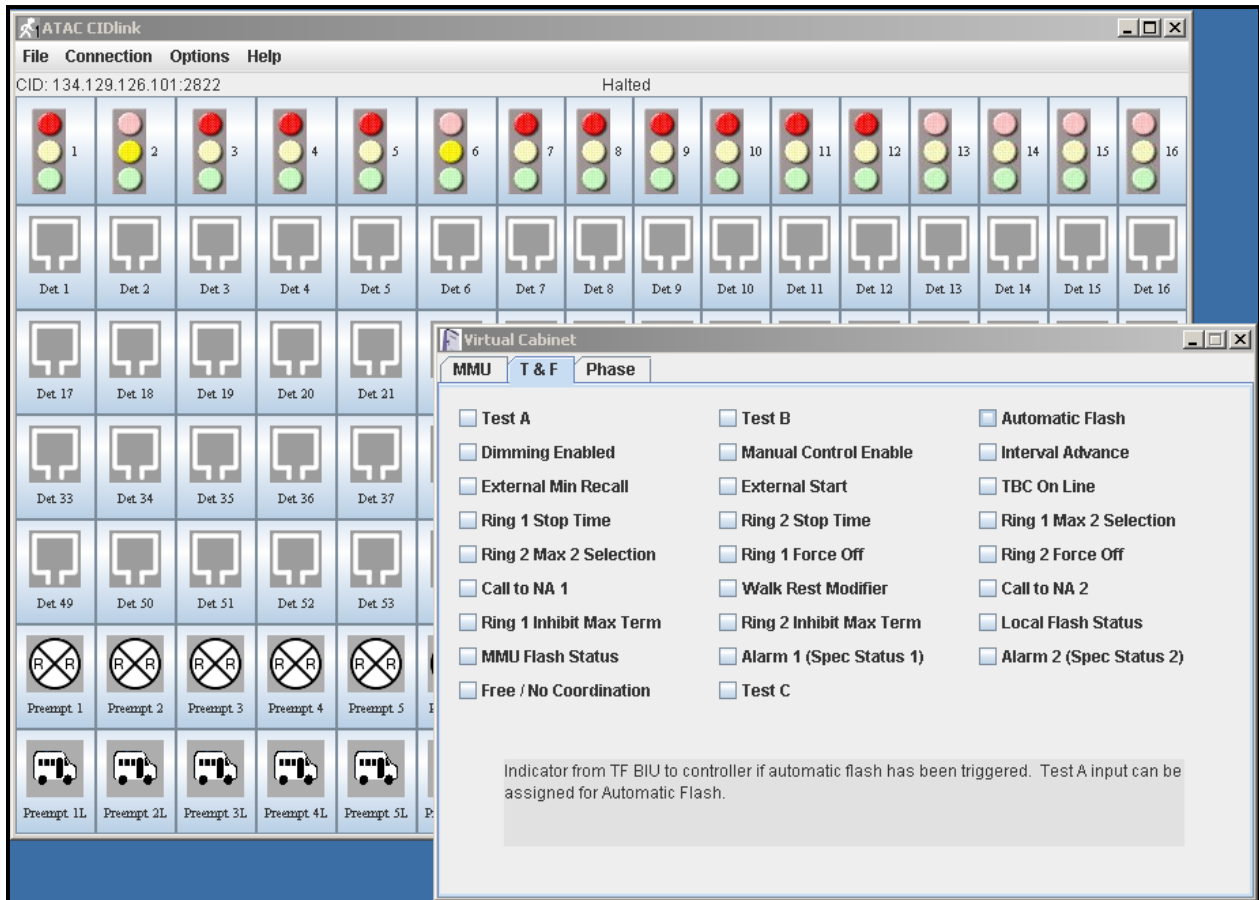 ATAC CIDlink
File Connection Options Help
CID: 134.129.126.101:2822 Halted
1 2 3 4 5 6 7 8 9 10 11 12 13 14 15 16
Det 1 Det 2 Det 3 Det 4 Det 5 Det 6 Det 7 Det 8 Det 9 Det 10 Det 11 Det 12 Det 13 Det 14 Det 15 Det 16
Det 17 Det 18 Det 19 Det 20 Det 21
Det 33 Det 34 Det 35 Det 36 Det 37
Det 49 Det 50 Det 51 Det 52 Det 53
R R R R R R R R R R
Preempt 1 Preempt 2 Preempt 3 Preempt 4 Preempt 5
Preempt 1L Preempt 2L Preempt 3L Preempt 4L Preempt 5L
Virtual Cabinet
MMU T & F Phase
Test A Test B Automatic Flash
Dimming Enabled Manual Control Enable Interval Advance
External Min Recall External Start TBC On Line
Ring 1 Stop Time Ring 2 Stop Time Ring 1 Max 2 Selection
Ring 2 Max 2 Selection Ring 1 Force Off Ring 2 Force Off
Call to NA 1 Walk Rest Modifier Call to NA 2
Ring 1 Inhibit Max Term Ring 2 Inhibit Max Term Local Flash Status
MMU Flash Status Alarm 1 (Spec Status 1) Alarm 2 (Spec Status 2)
Free / No Coordination Test C
Indicator from TF BIU to controller if automatic flash has been triggered. Test A input can be
assigned for Automatic Flash.